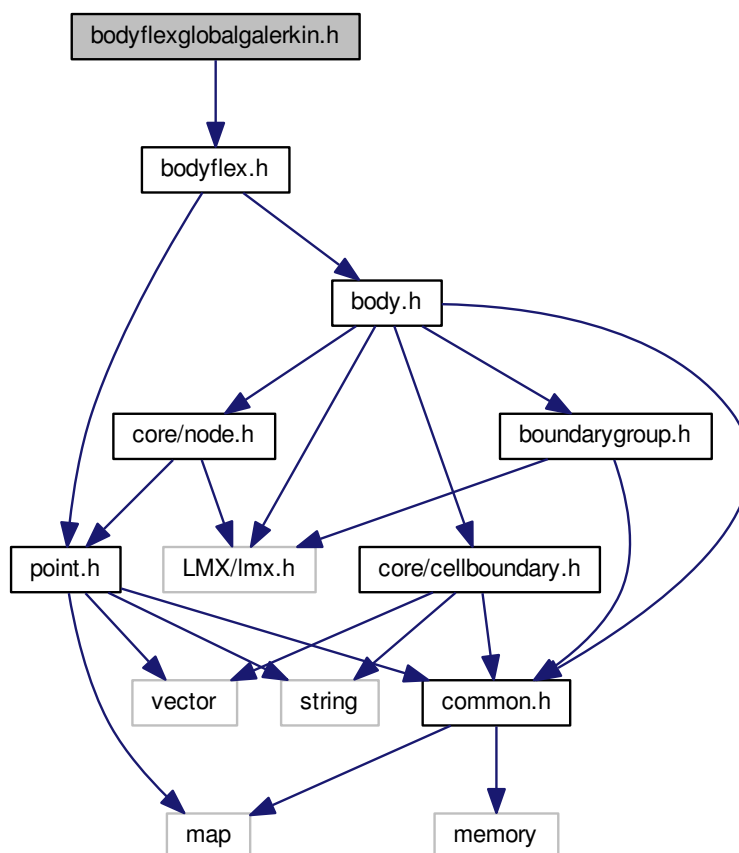 bodyflexglobalgalerkin.h
bodyflex.h
body.h
core/node.h
boundarygroup.h
point.h
LMX/lmx.h
core/cellboundary.h
vector
string
common.h
map
memory